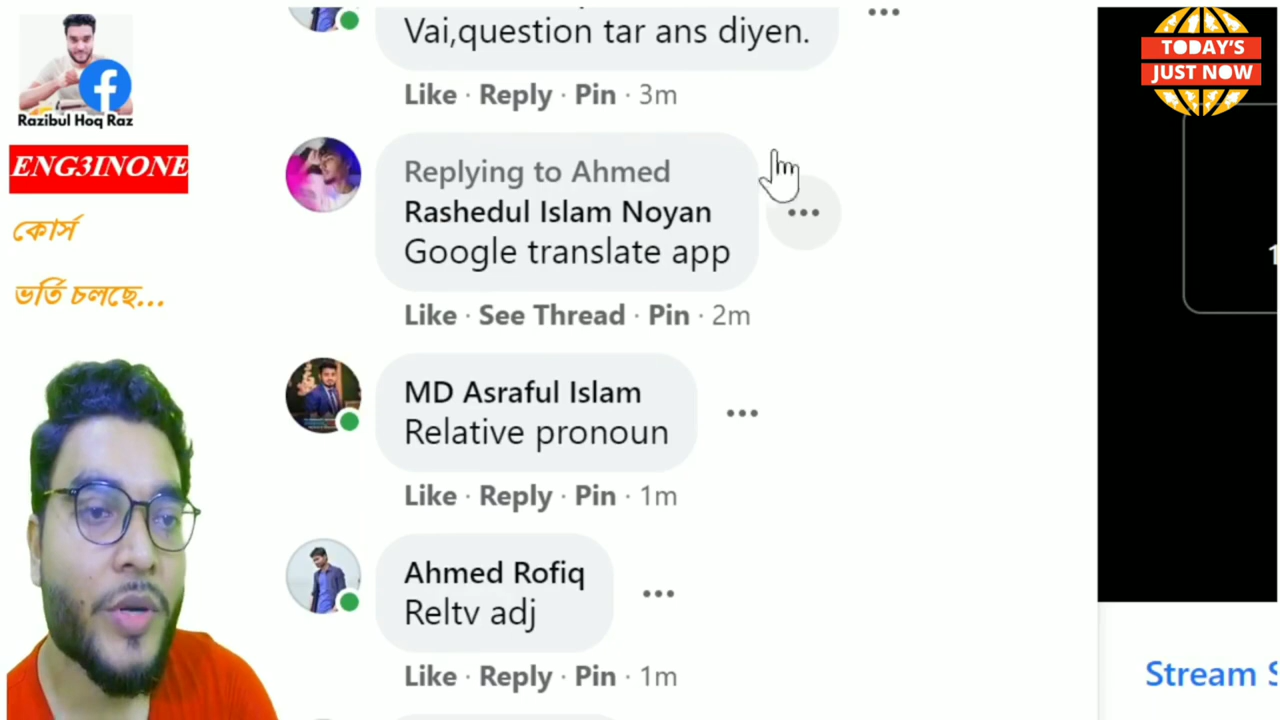 Razibul Hoq Raz
ENG3INONE
কোর্স
ভর্তি চলছে...
Vai,question tar ans diyen.
Like · Reply · Pin · 3m
Replying to Ahmed
Rashedul Islam Noyan
Google translate app
Like · See Thread · Pin · 2m
MD Asraful Islam
Relative pronoun
Like · Reply · Pin · 1m
Ahmed Rofiq
Reltv adj
Like · Reply · Pin · 1m
TODAY'S
JUST NOW
Stream